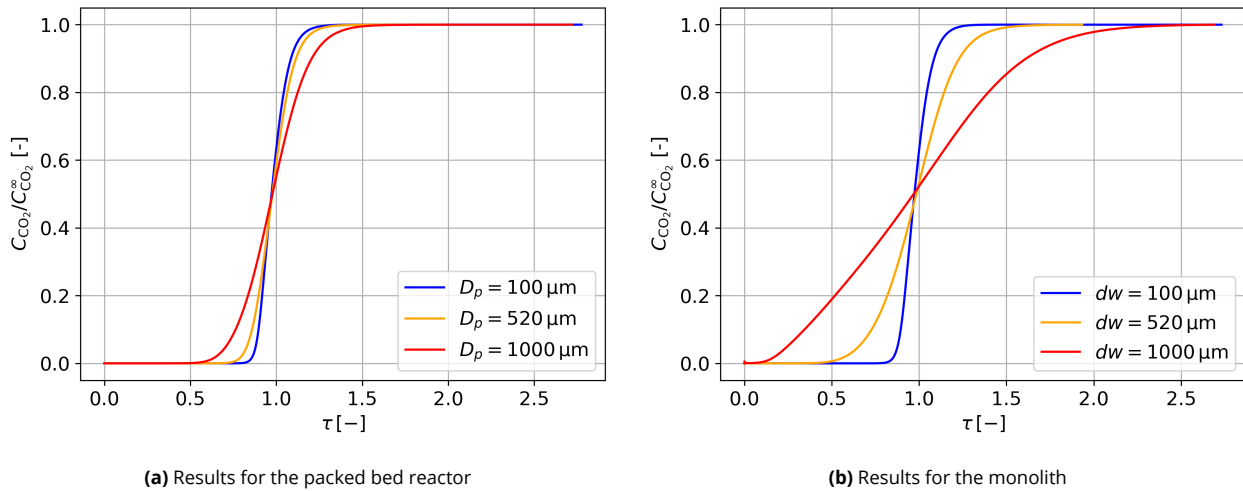 1.0
0.8
0.6
0.4
0.2
0.0
C_CO₂/C^∞_CO₂ [-]
D_p = 100 μm
D_p = 520 μm
D_p = 1000 μm
0.0 0.5 1.0 1.5 2.0 2.5
τ [−]
(a) Results for the packed bed reactor
1.0
0.8
0.6
0.4
0.2
0.0
C_CO₂/C^∞_CO₂ [-]
dw = 100 μm
dw = 520 μm
dw = 1000 μm
0.0 0.5 1.0 1.5 2.0 2.5
τ [−]
(b) Results for the monolith